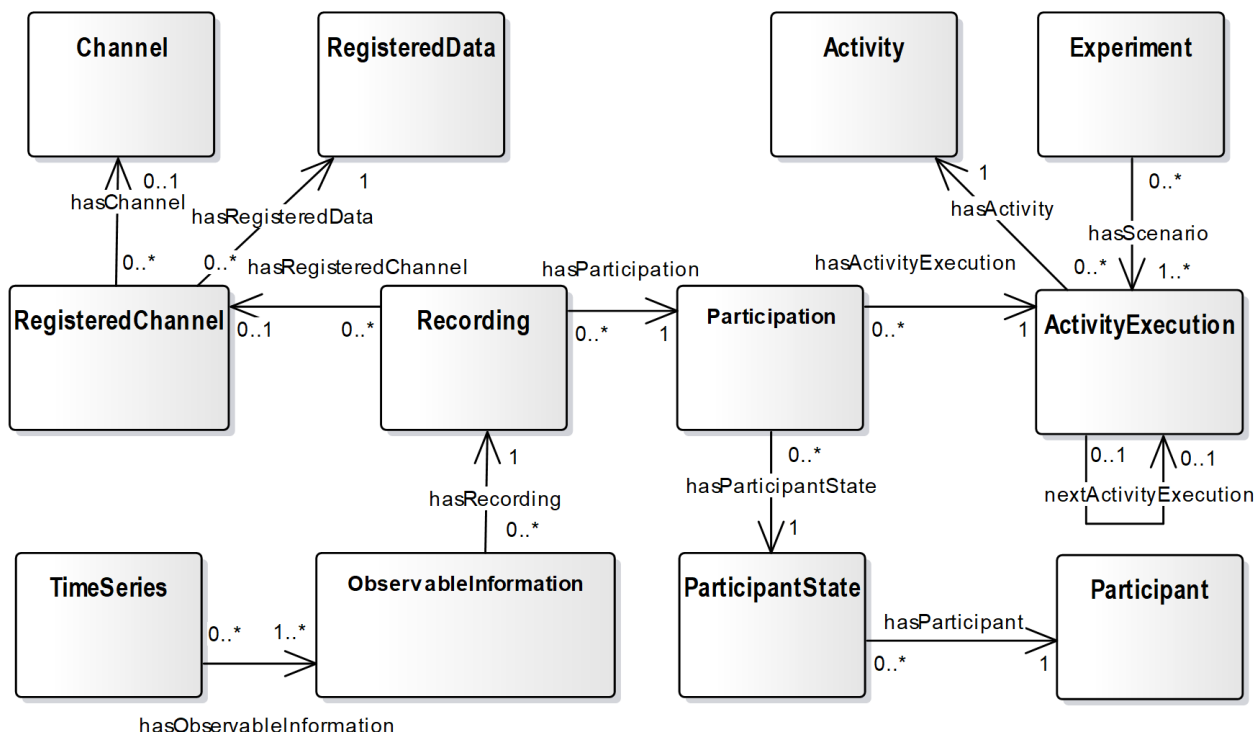 Channel
RegisteredData
Activity
Experiment
0..1
hasChannel
1
hasRegisteredData
1
hasActivity
0..*
hasScenario
0..*
0..*
hasRegisteredChannel
hasParticipation
hasActivityExecution
0..*
1..*
RegisteredChannel
0..1
0..*
Recording
0..*
1
Participation
0..*
1
ActivityExecution
1
hasRecording
0..*
0..*
hasParticipantState
1
0..1
0..1
nextActivityExecution
TimeSeries
ObservableInformation
ParticipantState
Participant
0..*
1..*
hasParticipant
0..*
1
hasObservableInformation